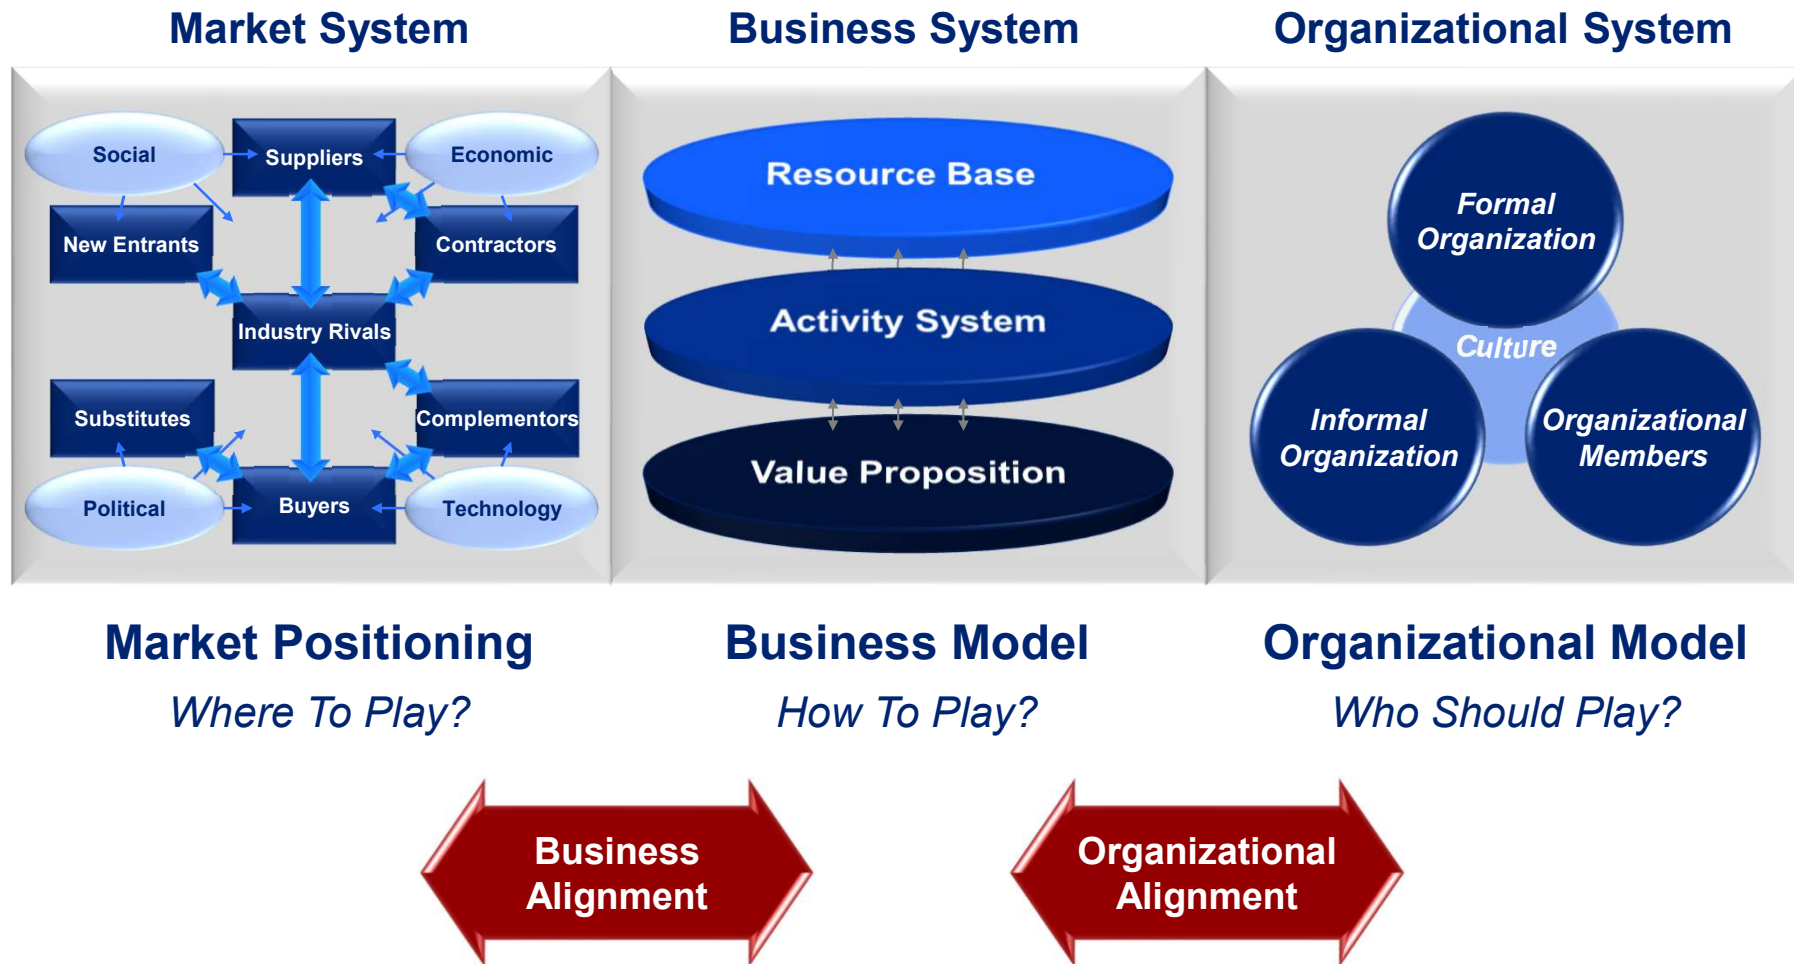 Market System
Business System
Organizational System
Social
Suppliers
Economic
New Entrants
Contractors
Industry Rivals
Substitutes
Complementors
Political
Buyers
Technology
Resource Base
Activity System
Value Proposition
Formal
Organization
Culture
Informal
Organization
Organizational
Members
Market Positioning
Business Model
Organizational Model
Where To Play?
How To Play?
Who Should Play?
Business
Alignment
Organizational
Alignment